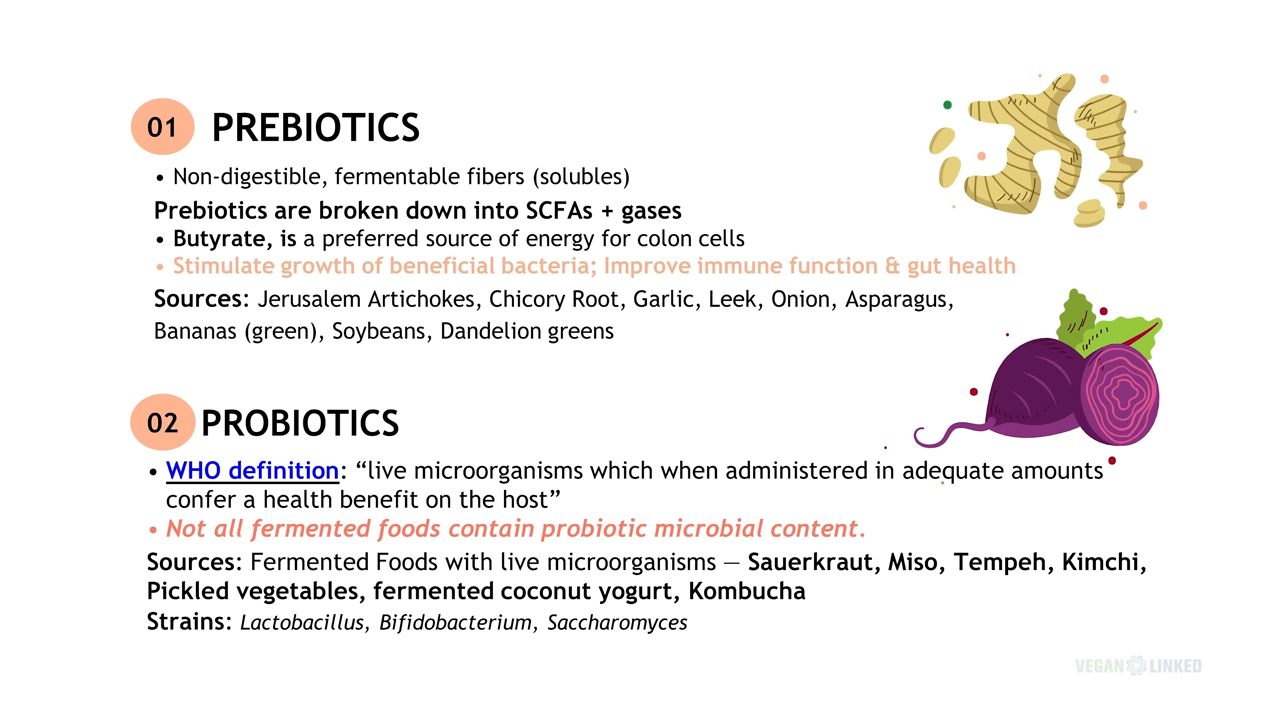 01 PREBIOTICS
• Non-digestible, fermentable fibers (solubles)
Prebiotics are broken down into SCFAs + gases
• Butyrate, is a preferred source of energy for colon cells
• Stimulate growth of beneficial bacteria; Improve immune function & gut health
Sources: Jerusalem Artichokes, Chicory Root, Garlic, Leek, Onion, Asparagus,
Bananas (green), Soybeans, Dandelion greens
02 PROBIOTICS
• WHO definition: “live microorganisms which when administered in adequate amounts
confer a health benefit on the host”
• Not all fermented foods contain probiotic microbial content.
Sources: Fermented Foods with live microorganisms — Sauerkraut, Miso, Tempeh, Kimchi,
Pickled vegetables, fermented coconut yogurt, Kombucha
Strains: Lactobacillus, Bifidobacterium, Saccharomyces
VEGAN LINKED